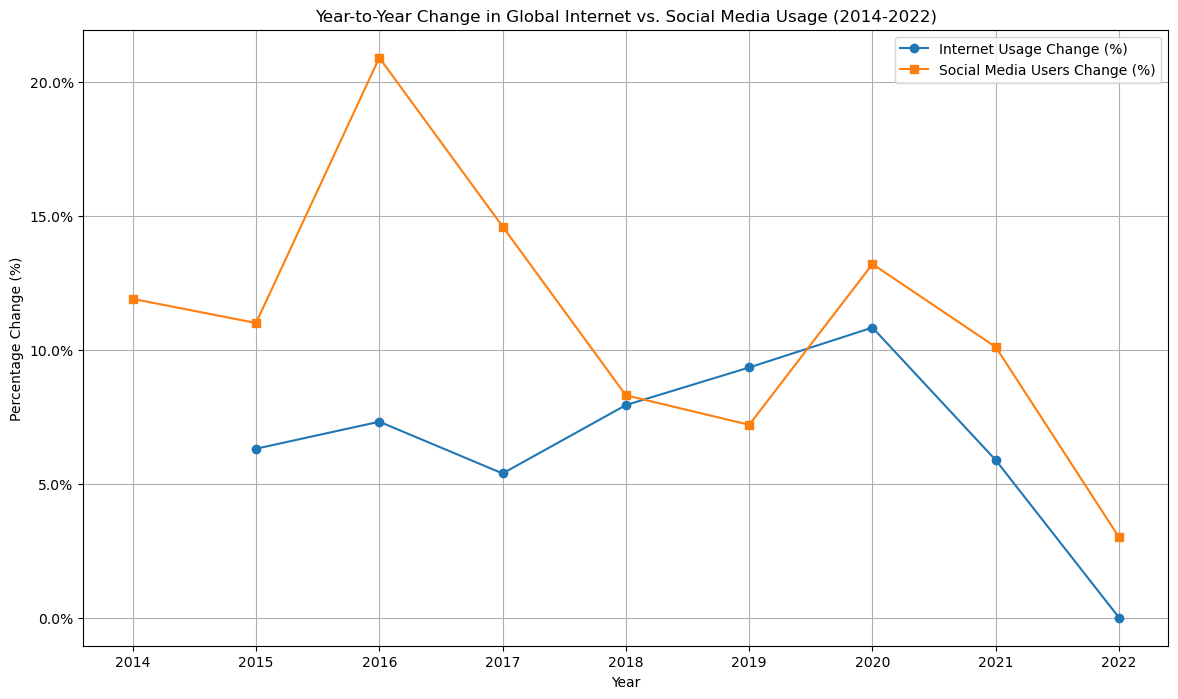 Year-to-Year Change in Global Internet vs. Social Media Usage (2014-2022)
Internet Usage Change (%)
Social Media Users Change (%)
Percentage Change (%)
20.0%
15.0%
10.0%
5.0%
0.0%
2014 2015 2016 2017 2018 2019 2020 2021 2022
Year